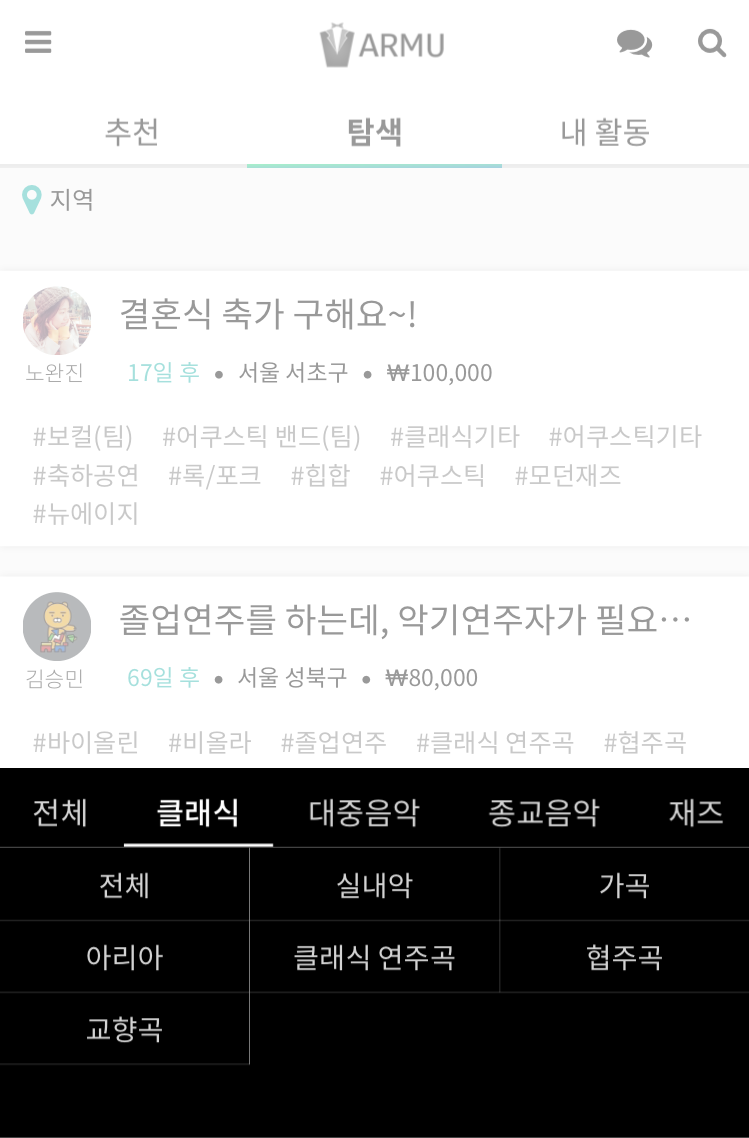 ARMU
추천 탐색 내 활동
지역
결혼식 축가 구해요~!
노완진 17일 후 • 서울 서초구 • ₩100,000
#보컬(팀) #어쿠스틱 밴드(팀) #클래식기타 #어쿠스틱기타
#축하공연 #록/포크 #힙합 #어쿠스틱 #모던재즈
#뉴에이지
졸업연주를 하는데, 악기연주자가 필요…
김승민 69일 후 • 서울 성북구 • ₩80,000
#바이올린 #비올라 #졸업연주 #클래식 연주곡 #협주곡
전체 클래식 대중음악 종교음악 재즈
전체 실내악 가곡
아리아 클래식 연주곡 협주곡
교향곡